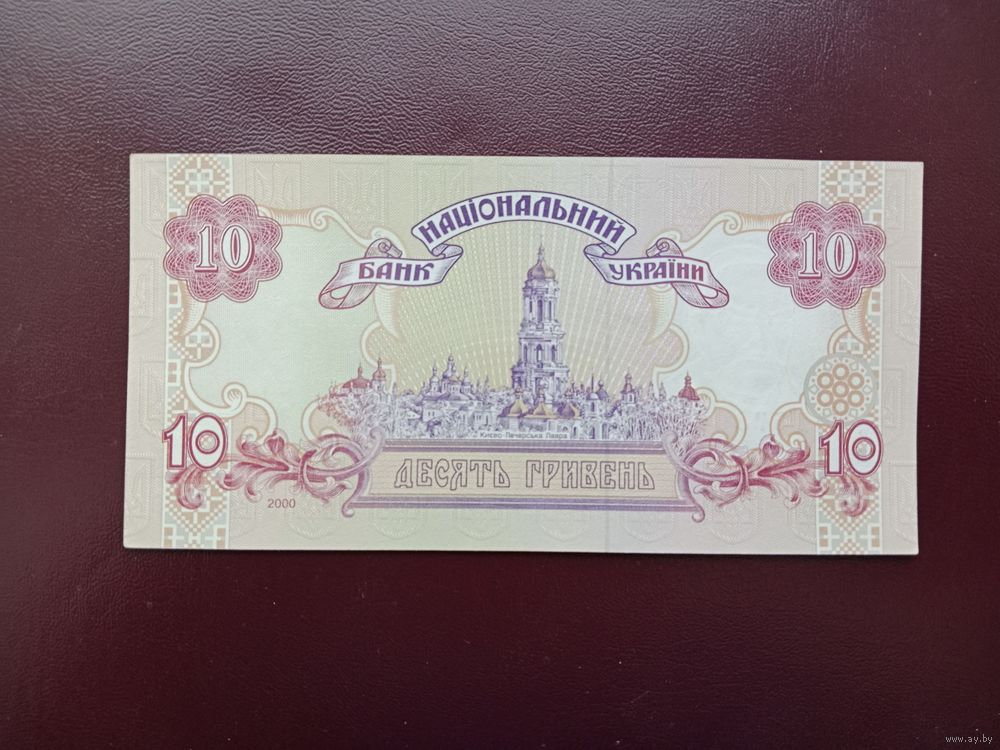 НАЦІОНАЛЬНИЙ
БАНК УКРАЇНИ
10 10
Києво-Печерська Лавра
10 10
ДЕСЯТЬ ГРИВЕНЬ
2000
www.ay.by